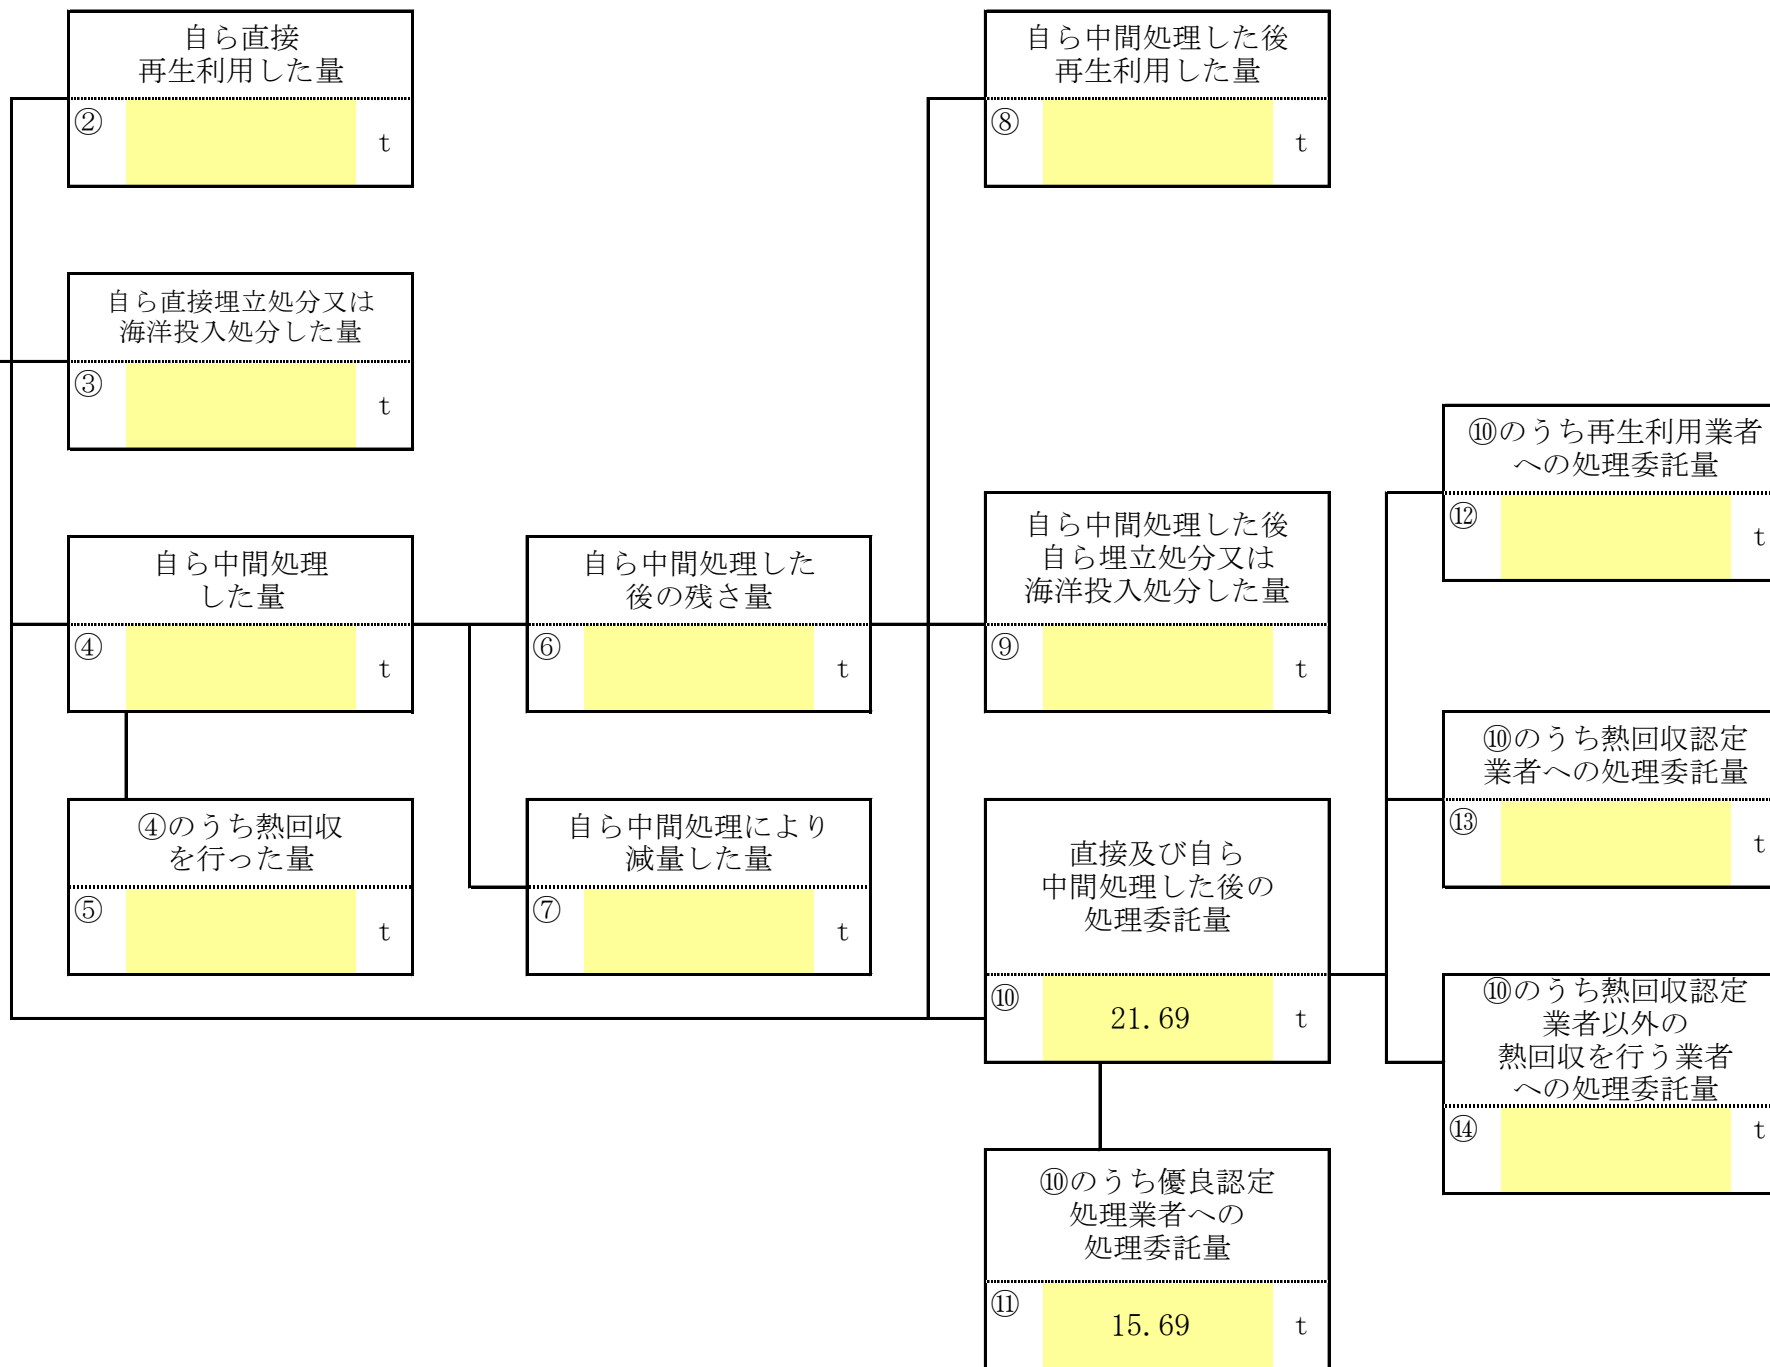 自ら直接
再生利用した量
②
t
自ら中間処理した後
再生利用した量
⑧
t
自ら直接埋立処分又は
海洋投入処分した量
③
t
⑩のうち再生利用業者
への処理委託量
⑫
t
自ら中間処理
した量
④
t
自ら中間処理した
後の残さ量
⑥
t
自ら中間処理した後
自ら埋立処分又は
海洋投入処分した量
⑨
t
⑩のうち熱回収認定
業者への処理委託量
⑬
t
④のうち熱回収
を行った量
⑤
t
自ら中間処理により
減量した量
⑦
t
直接及び自ら
中間処理した後の
処理委託量
⑩
21.69
t
⑩のうち熱回収認定
業者以外の
熱回収を行う業者
への処理委託量
⑭
t
⑩のうち優良認定
処理業者への
処理委託量
⑪
15.69
t